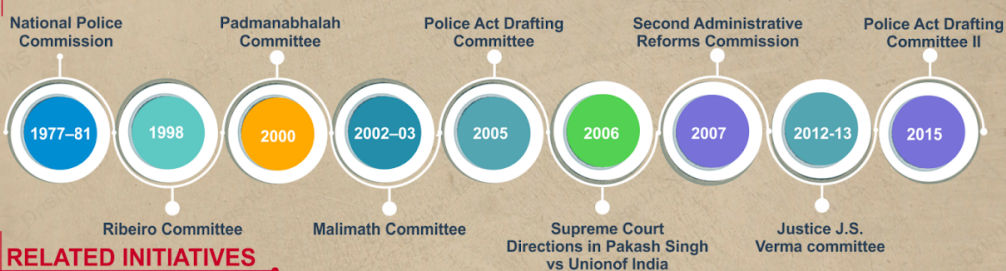 National Police
Commission
Padmanabhalah
Committee
Police Act Drafting
Committee
Second Administrative
Reforms Commission
Police Act Drafting
Committee II
1977–81
1998
2000
2002–03
2005
2006
2007
2012-13
2015
Ribeiro Committee
Malimath Committee
Supreme Court
Directions in Pakash Singh
vs Unionof India
Justice J.S.
Verma committee
RELATED INITIATIVES